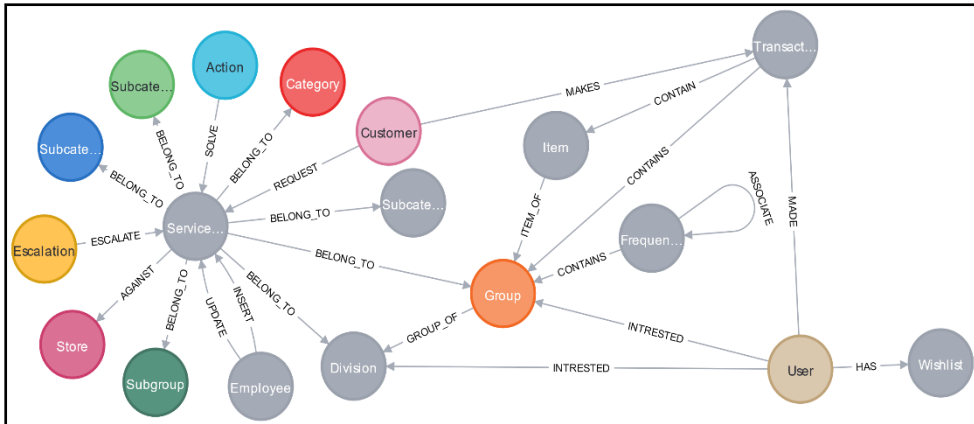 Transact...
Action
Subcate...
Category
MAKES
CONTAIN
Customer
Subcate...
SOLVE
BELONG_TO
BELONG_TO
Item
CONTAINS
BELONG_TO
REQUEST
ASSOCIATE
Subcate...
BELONG_TO
MADE
Service...
ITEM_OF
Frequen...
Escalation
ESCALATE
BELONG_TO
CONTAINS
AGAINST
BELONG_TO
UPDATE
INSERT
BELONG_TO
Group
GROUP_OF
INTRESTED
Store
Division
INTRESTED
User
HAS
Wishlist
Subgroup
Employee